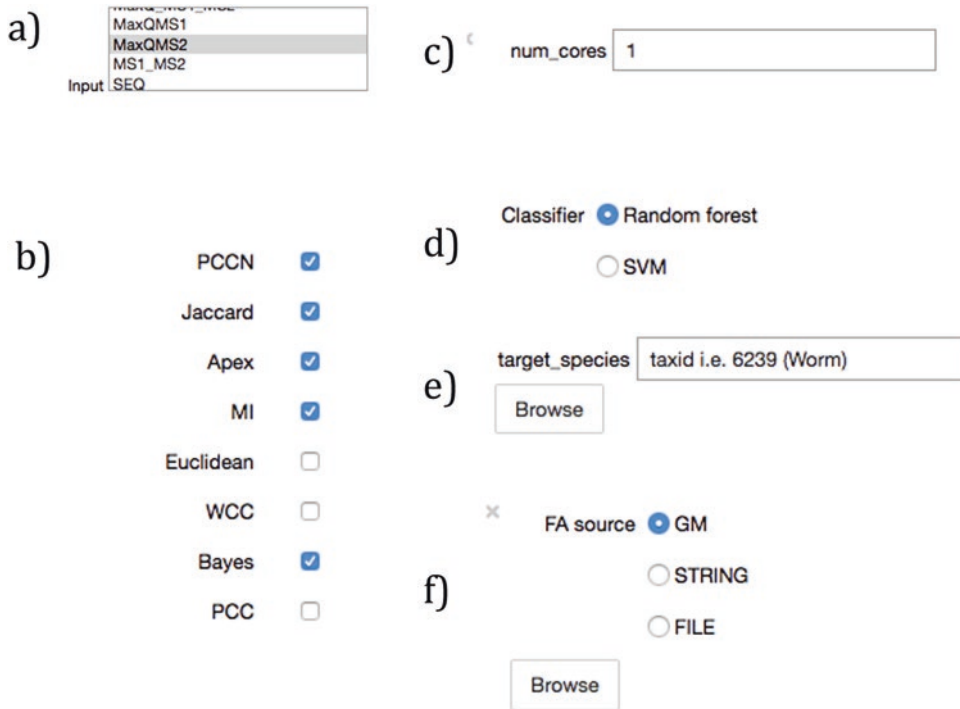 a)
MaxQ_MS1_MS2
MaxQMS1
MaxQMS2
MS1_MS2
Input SEQ
b)
PCCN
Jaccard
Apex
MI
Euclidean
WCC
Bayes
PCC
c)
num_cores 1
d)
Classifier Random forest
SVM
e)
target_species taxid i.e. 6239 (Worm)
Browse
f)
FA source GM
STRING
FILE
Browse